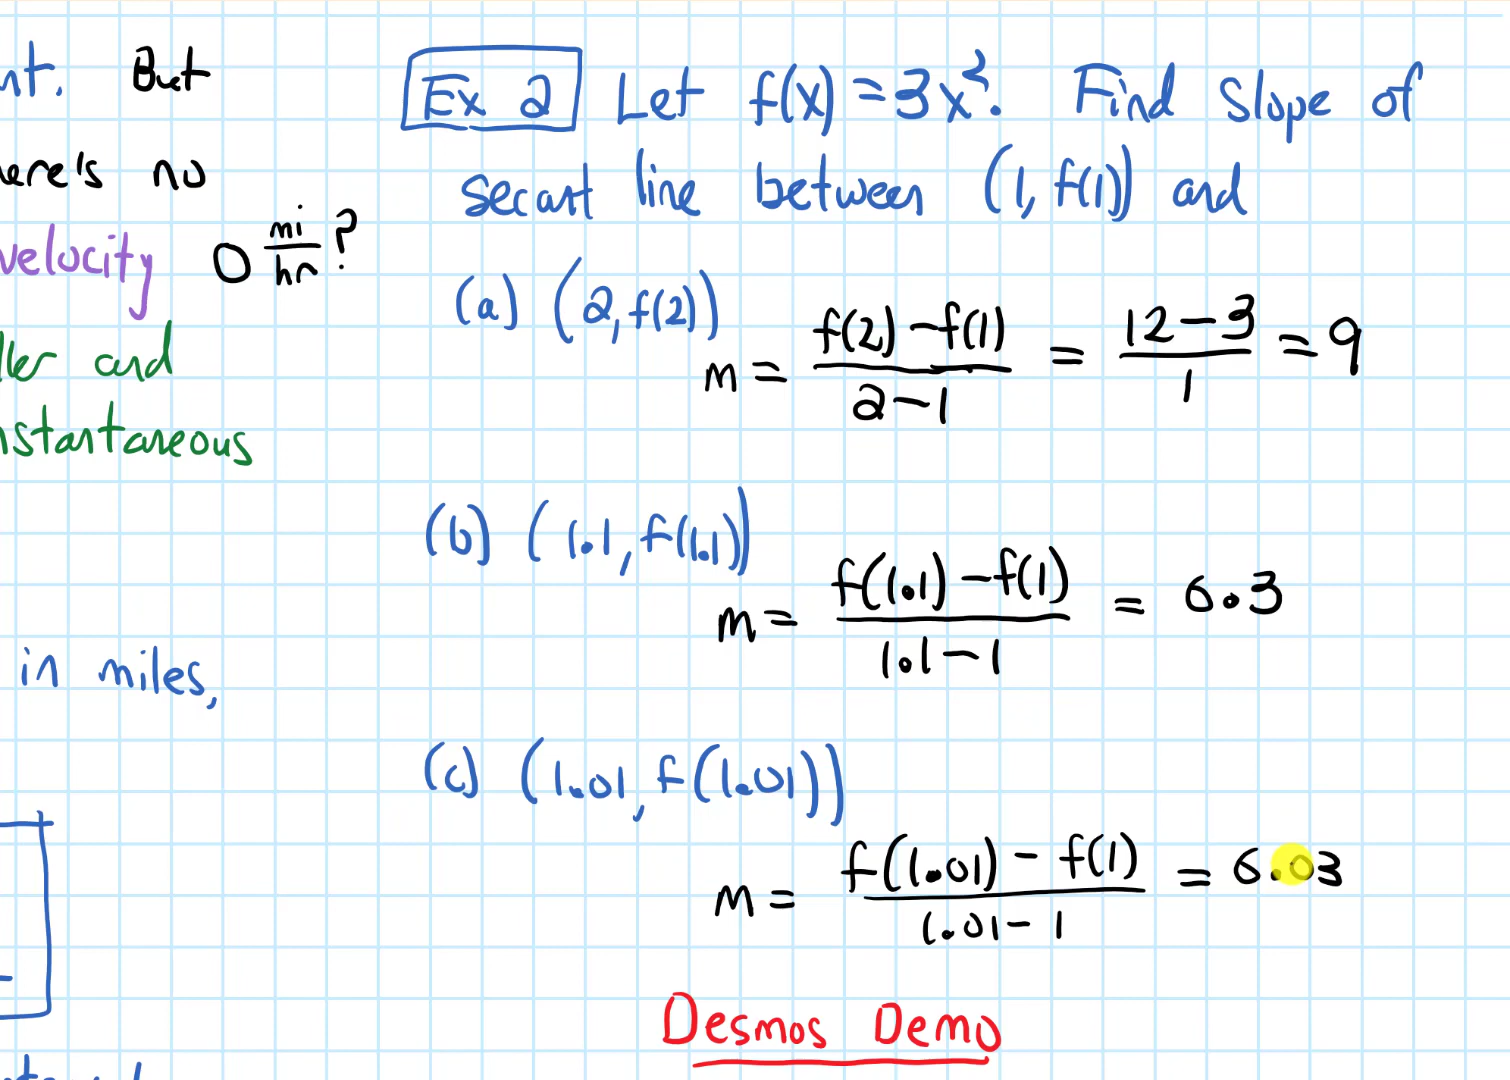 nt. But
here's no
velocity 0 mi/hr?
ller and
nstantaneous
in miles,
Ex 2 Let f(x) = 3x². Find slope of
secant line between (1, f(1)) and
(a) (2, f(2))
m = f(2) - f(1) / 2 - 1 = 12 - 3 / 1 = 9
(b) (1.1, f(1.1))
m = f(1.1) - f(1) / 1.1 - 1 = 6.3
(c) (1.01, f(1.01))
m = f(1.01) - f(1) / 1.01 - 1 = 6.03
Desmos Demo